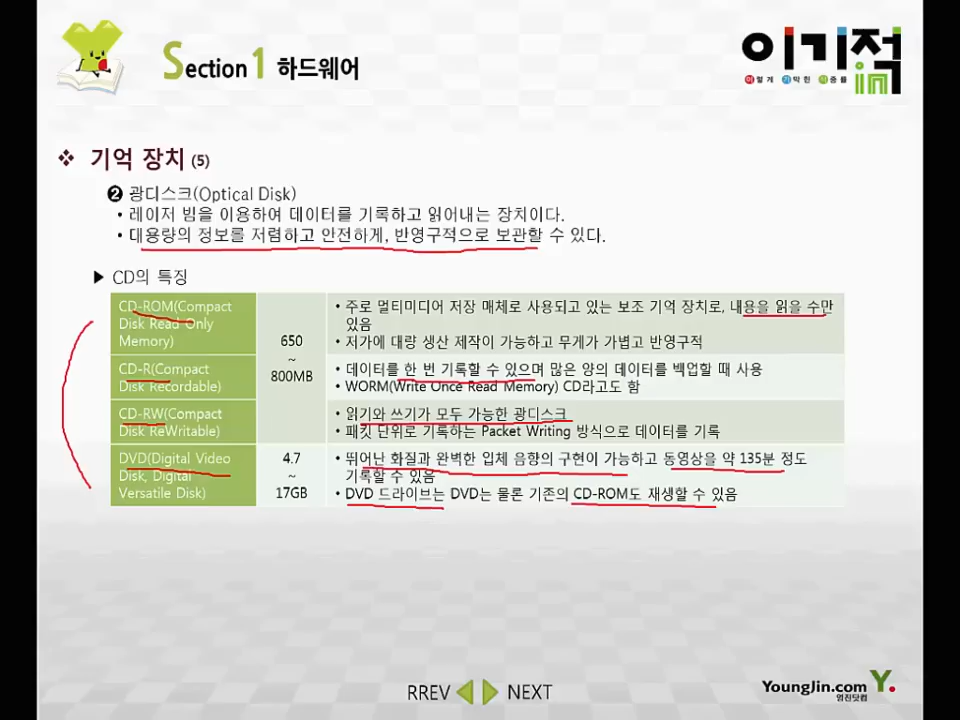 Section 1 하드웨어
이기적in
이렇게 기막힌 적중률
❖ 기억 장치 (5)
❷ 광디스크(Optical Disk)
• 레이저 빔을 이용하여 데이터를 기록하고 읽어내는 장치이다.
• 대용량의 정보를 저렴하고 안전하게, 반영구적으로 보관할 수 있다.
▶ CD의 특징
CD-ROM(Compact
Disk Read Only
Memory)
650
~
800MB
• 주로 멀티미디어 저장 매체로 사용되고 있는 보조 기억 장치로, 내용을 읽을 수만
있음
• 저가에 대량 생산 제작이 가능하고 무게가 가볍고 반영구적
CD-R(Compact
Disk Recordable)
• 데이터를 한 번 기록할 수 있으며 많은 양의 데이터를 백업할 때 사용
• WORM(Write Once Read Memory) CD라고도 함
CD-RW(Compact
Disk ReWritable)
• 읽기와 쓰기가 모두 가능한 광디스크
• 패킷 단위로 기록하는 Packet Writing 방식으로 데이터를 기록
DVD(Digital Video
Disk, Digital
Versatile Disk)
4.7
~
17GB
• 뛰어난 화질과 완벽한 입체 음향의 구현이 가능하고 동영상을 약 135분 정도
기록할 수 있음
• DVD 드라이브는 DVD는 물론 기존의 CD-ROM도 재생할 수 있음
RREV NEXT
YoungJin.com Y.
영진닷컴